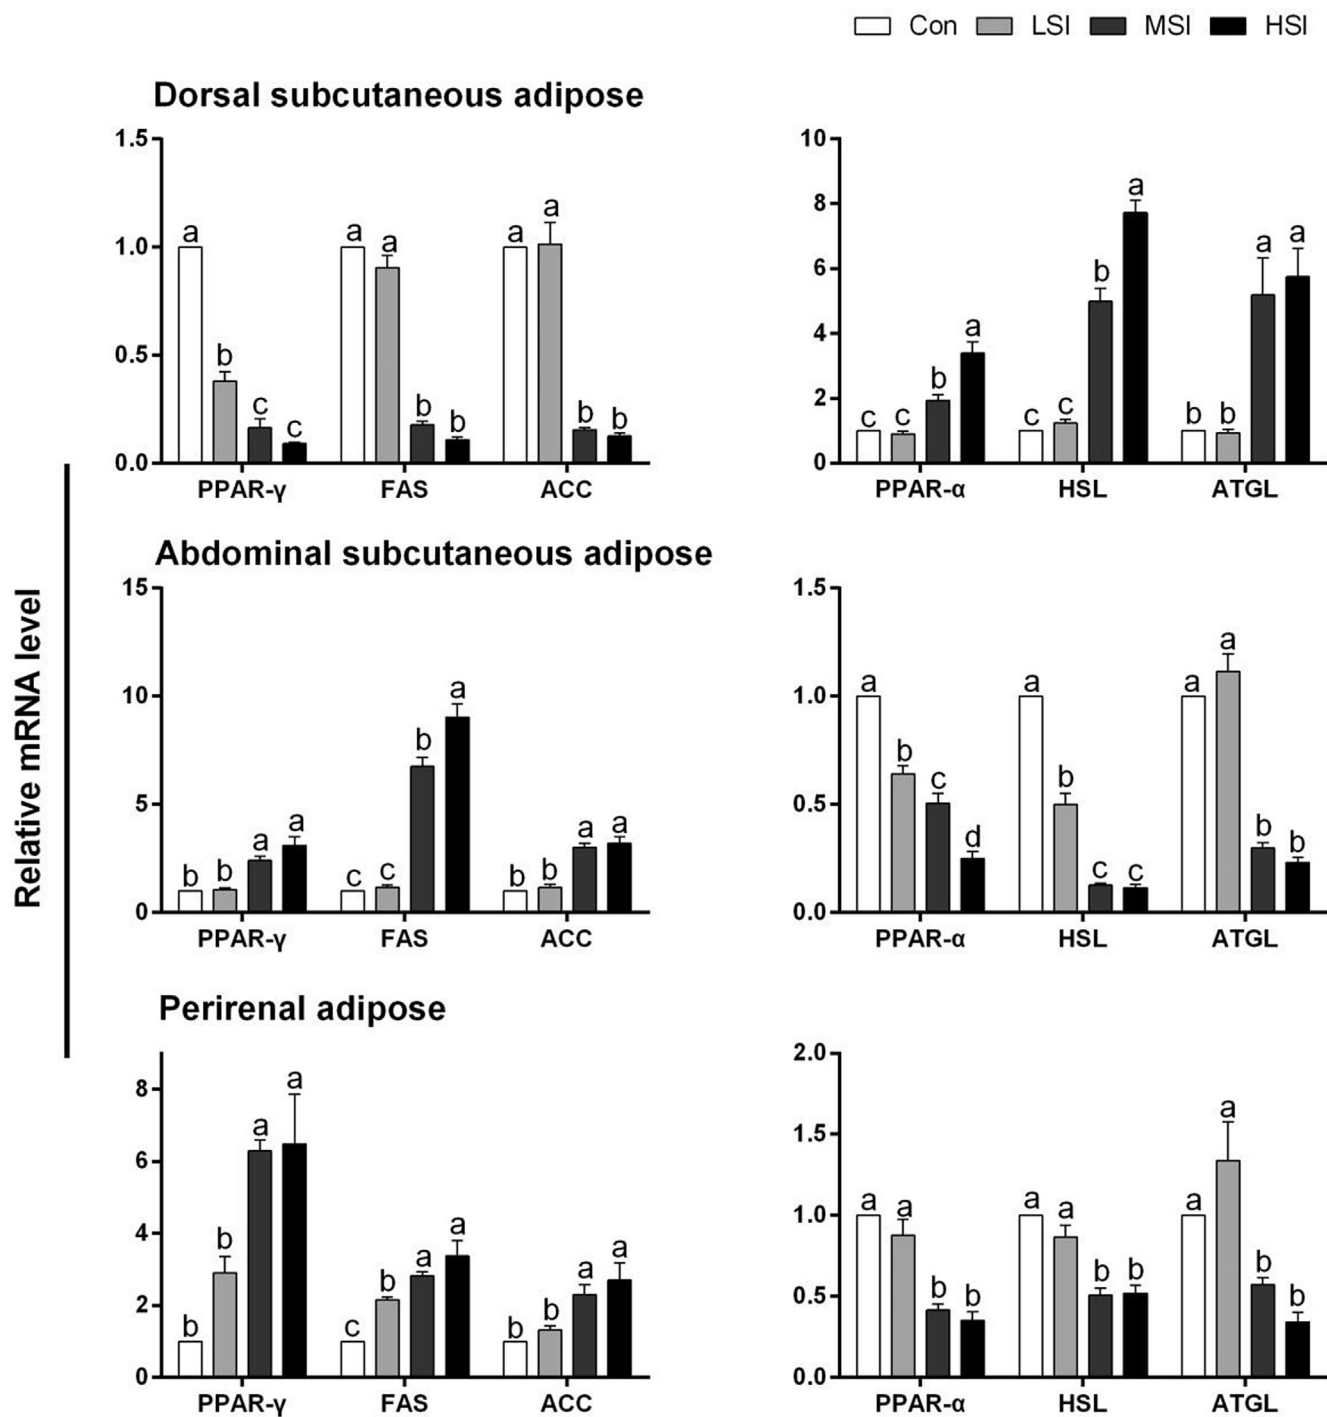 Con LSI MSI HSI
Dorsal subcutaneous adipose
1.5
1.0
0.5
0.0
a b c c a a b b a a b b
PPAR-γ FAS ACC
10
8
6
4
2
0
c c b a c c b a b b a a
PPAR-α HSL ATGL
Relative mRNA level
Abdominal subcutaneous adipose
15
10
5
0
b b a a c c b a b b a a
PPAR-γ FAS ACC
1.5
1.0
0.5
0.0
a b c d a b c c a a b b
PPAR-α HSL ATGL
Perirenal adipose
8
6
4
2
0
b b a a c b a a b b a a
PPAR-γ FAS ACC
2.0
1.5
1.0
0.5
0.0
a a b b a a b b a a b b
PPAR-α HSL ATGL